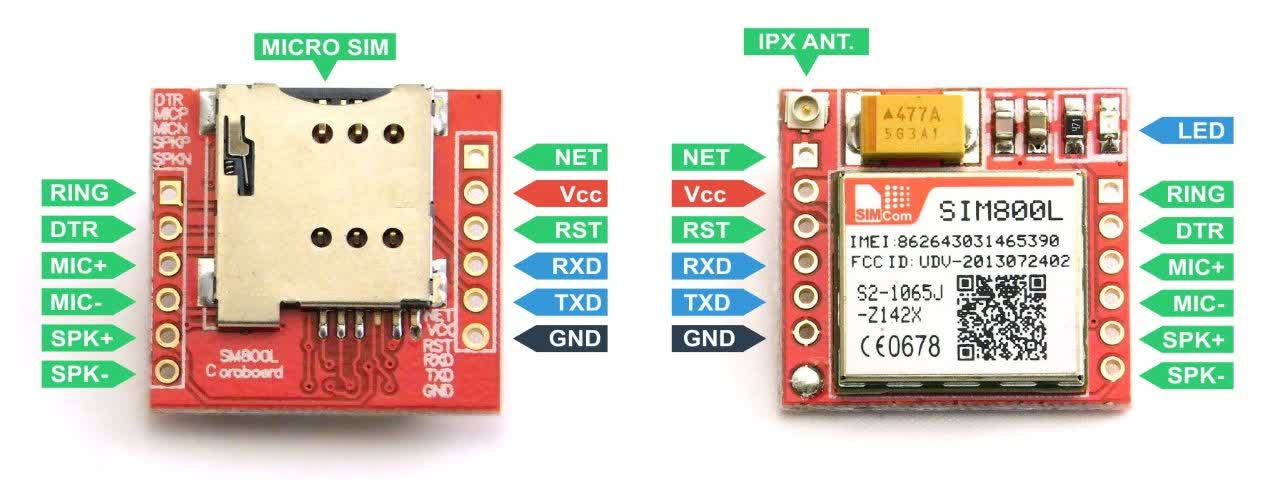 MICRO SIM
DTR
MICP
MICN
SPKP
SPKN
RING
DTR
MIC+
MIC-
SPK+
SPK-
NET
Vcc
RST
RXD
TXD
GND
SM800L
Coroboard
NET
VCC
RST
RXD
TXD
GND
IPX ANT.
477A
5G3A1
471
LED
NET
Vcc
RST
RXD
TXD
GND
SIMCom
SIM800L
IMEI:862643031465390
FCC ID: UDV-2013072402
S2-1065J
-Z142X
CE0678
RING
DTR
MIC+
MIC-
SPK+
SPK-